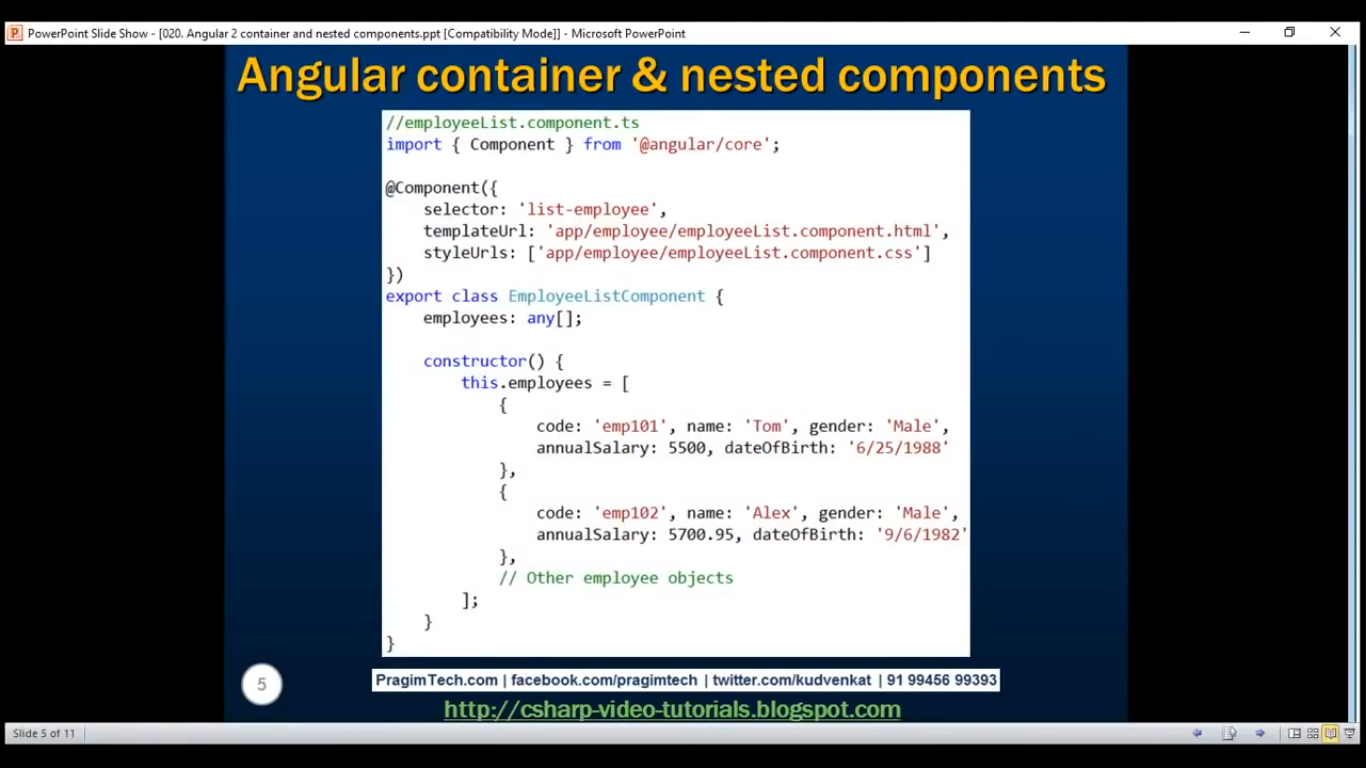 PowerPoint Slide Show - [020. Angular 2 container and nested components.ppt [Compatibility Mode]] - Microsoft PowerPoint
Angular container & nested components
//employeeList.component.ts
import { Component } from '@angular/core';
@Component({
    selector: 'list-employee',
    templateUrl: 'app/employee/employeeList.component.html',
    styleUrls: ['app/employee/employeeList.component.css']
})
export class EmployeeListComponent {
    employees: any[];
    constructor() {
        this.employees = [
            {
                code: 'emp101', name: 'Tom', gender: 'Male',
                annualSalary: 5500, dateOfBirth: '6/25/1988'
            },
            {
                code: 'emp102', name: 'Alex', gender: 'Male',
                annualSalary: 5700.95, dateOfBirth: '9/6/1982'
            },
            // Other employee objects
        ];
    }
}
5
PragimTech.com | facebook.com/pragimtech | twitter.com/kudvenkat | 91 99456 99393
http://csharp-video-tutorials.blogspot.com
Slide 5 of 11